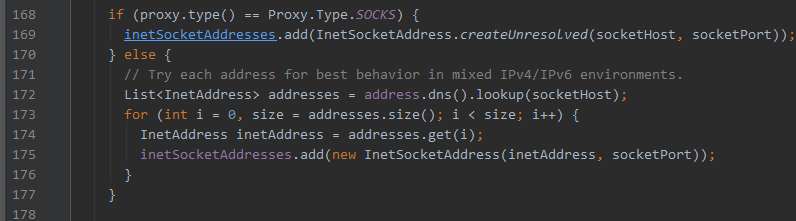 168 if (proxy.type() == Proxy.Type.SOCKS) {
169 inetSocketAddresses.add(InetSocketAddress.createUnresolved(socketHost, socketPort));
170 } else {
171 // Try each address for best behavior in mixed IPv4/IPv6 environments.
172 List<InetAddress> addresses = address.dns().lookup(socketHost);
173 for (int i = 0, size = addresses.size(); i < size; i++) {
174 InetAddress inetAddress = addresses.get(i);
175 inetSocketAddresses.add(new InetSocketAddress(inetAddress, socketPort));
176 }
177 }
178